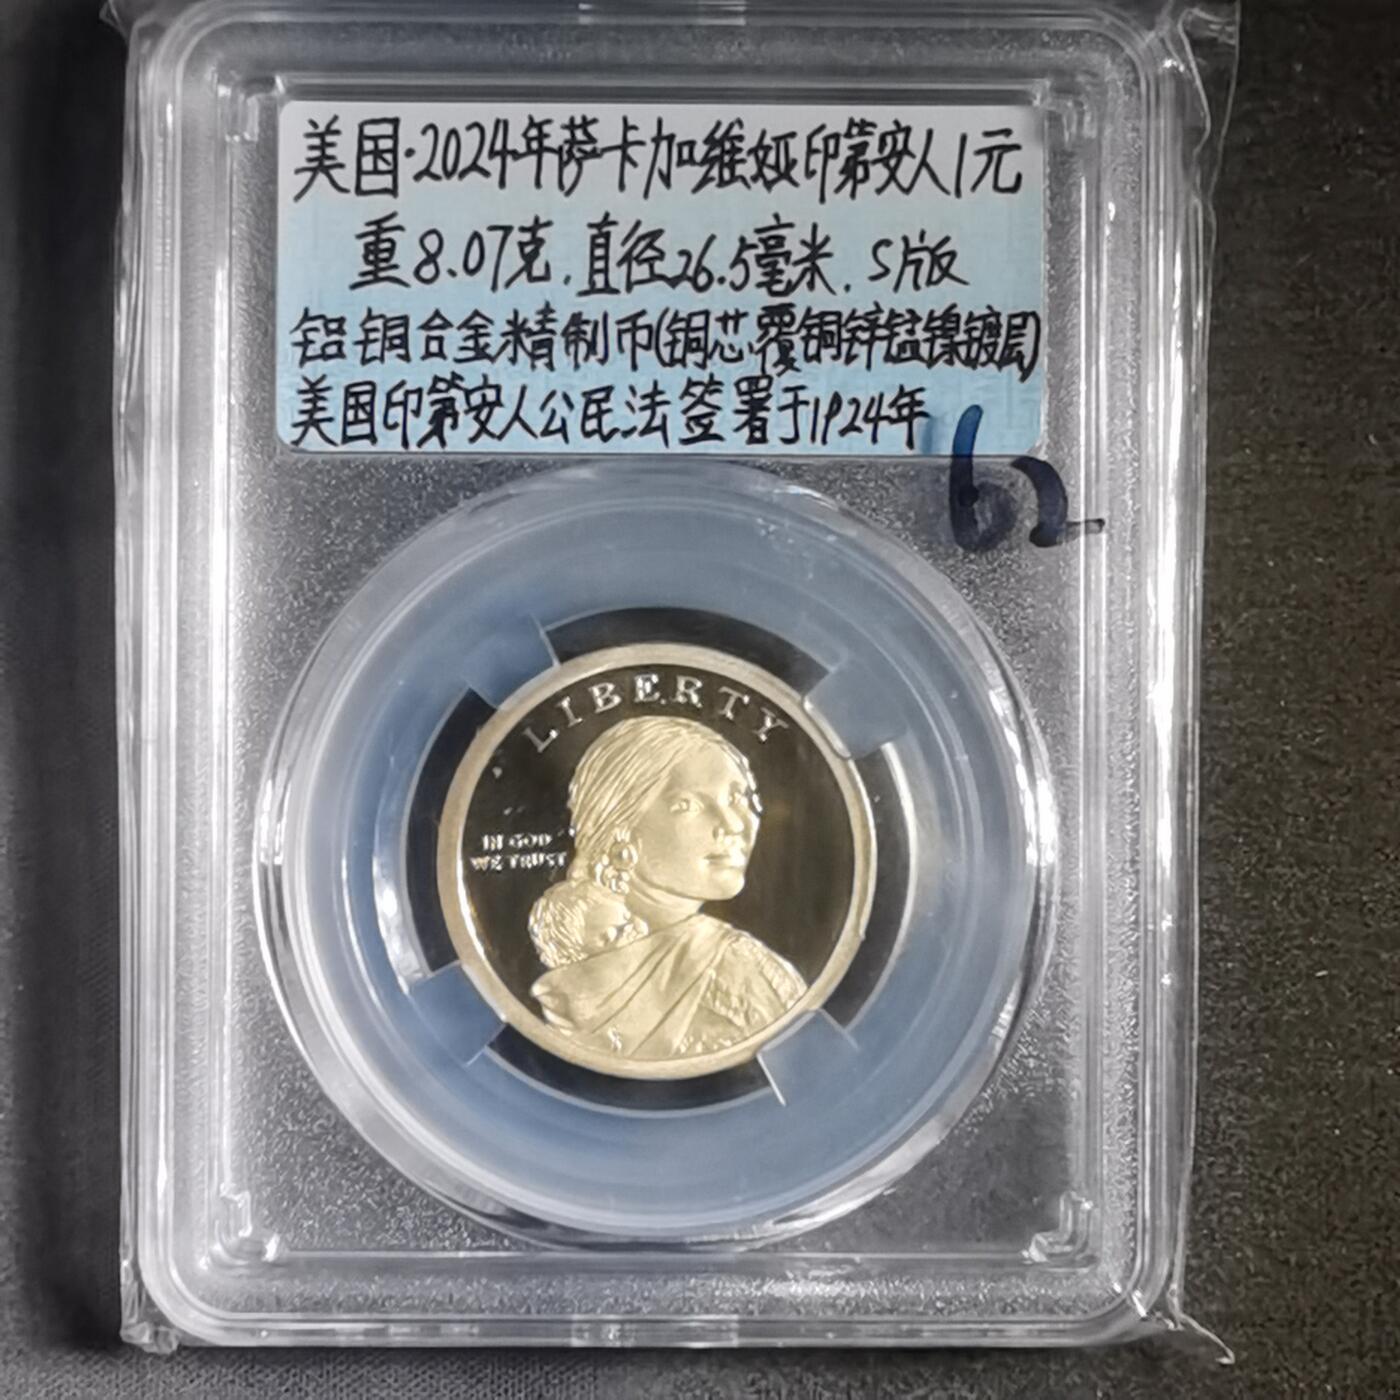 美国·2024年萨卡加维娅印第安人1元
重8.07克.直径26.5毫米.S版
铝铜合金精制币(铜芯覆铜锌锰镍镀层)
美国印第安人公民法签署于1924年
62
LIBERTY
IN GOD
WE TRUST